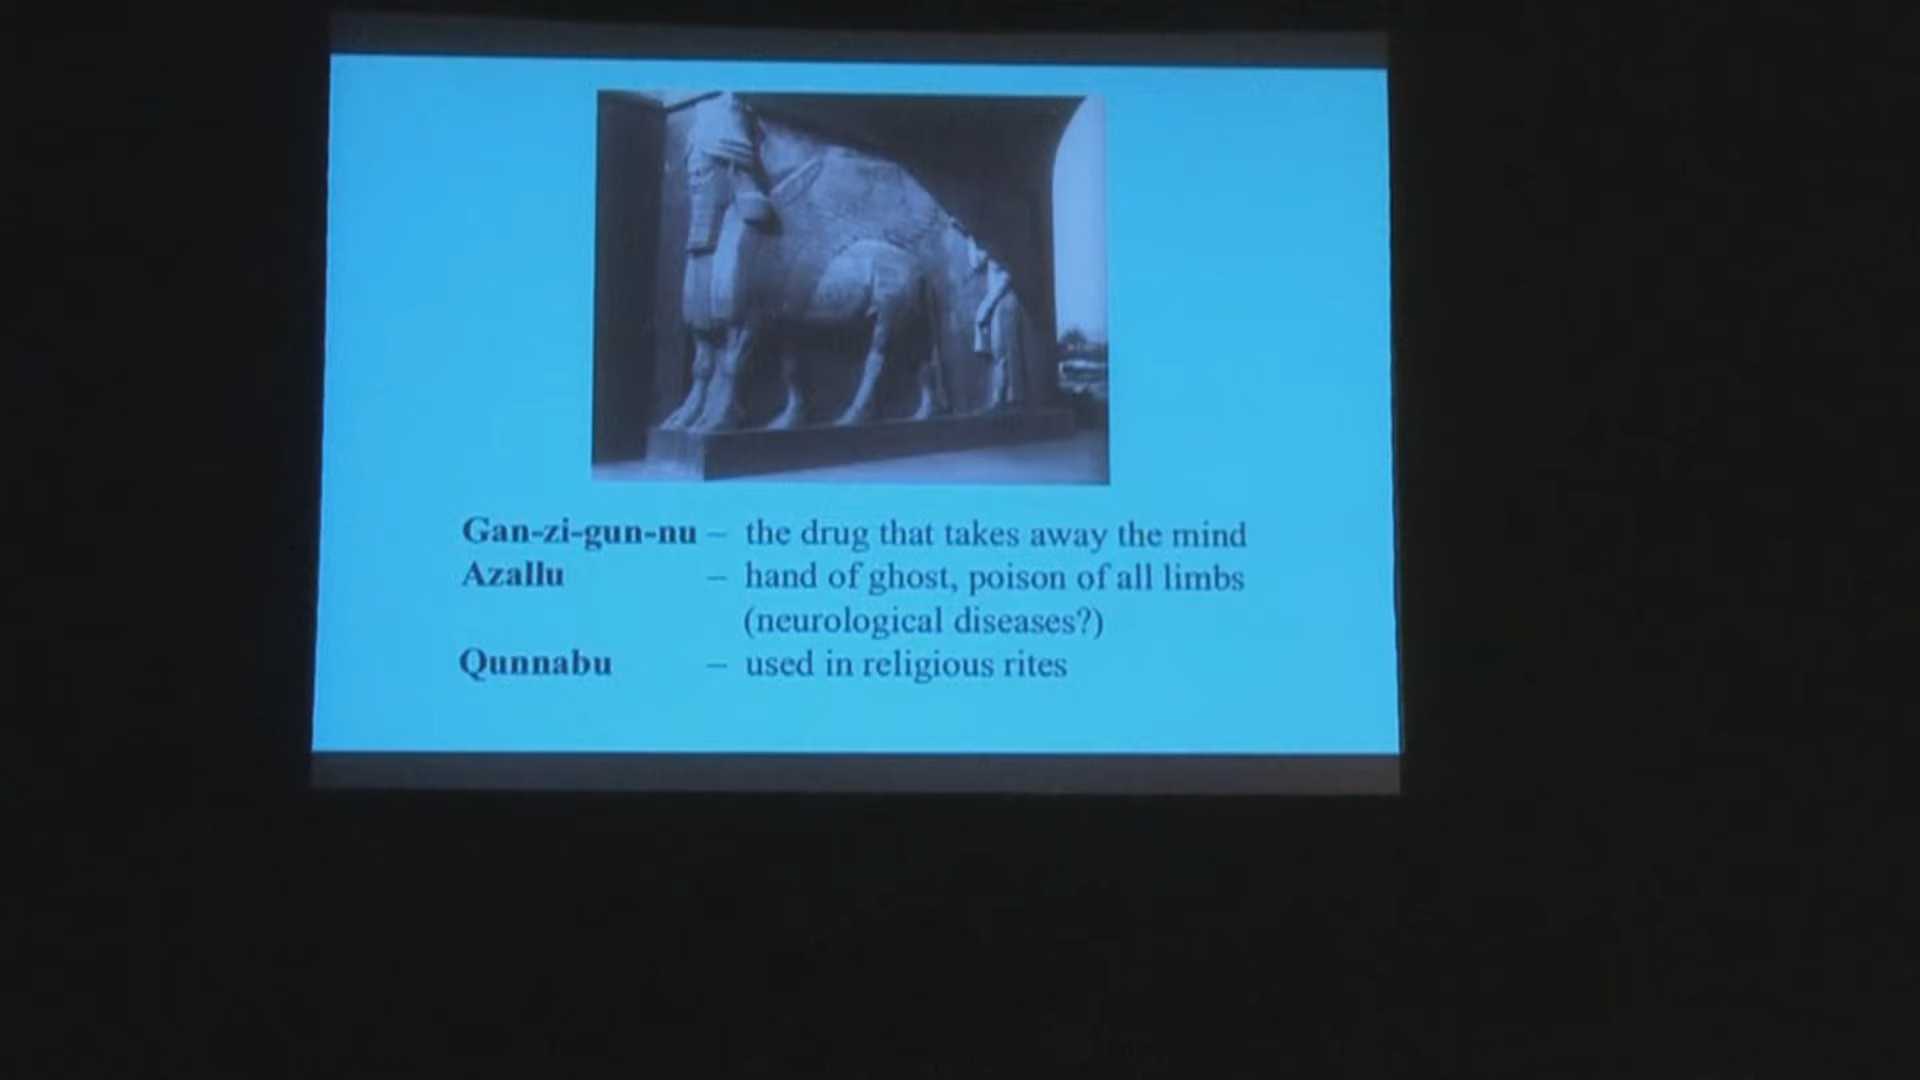 Gan-zi-gun-nu – the drug that takes away the mind
Azallu – hand of ghost, poison of all limbs
(neurological diseases?)
Qunnabu – used in religious rites